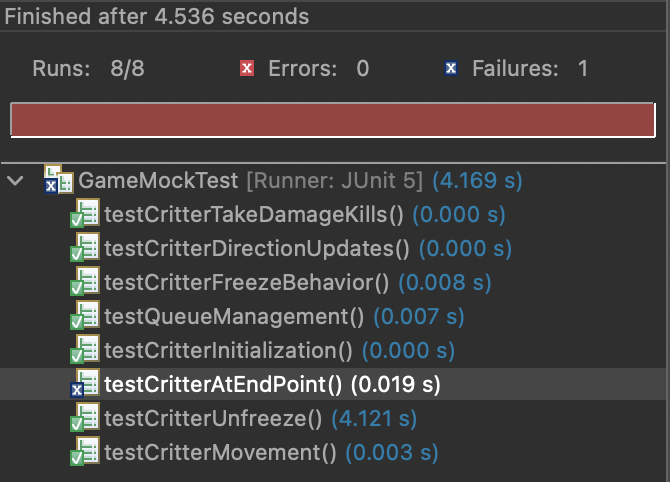 Finished after 4.536 seconds
Runs: 8/8 Errors: 0 Failures: 1
GameMockTest [Runner: JUnit 5] (4.169 s)
testCritterTakeDamageKills() (0.000 s)
testCritterDirectionUpdates() (0.000 s)
testCritterFreezeBehavior() (0.008 s)
testQueueManagement() (0.007 s)
testCritterInitialization() (0.000 s)
testCritterAtEndPoint() (0.019 s)
testCritterUnfreeze() (4.121 s)
testCritterMovement() (0.003 s)